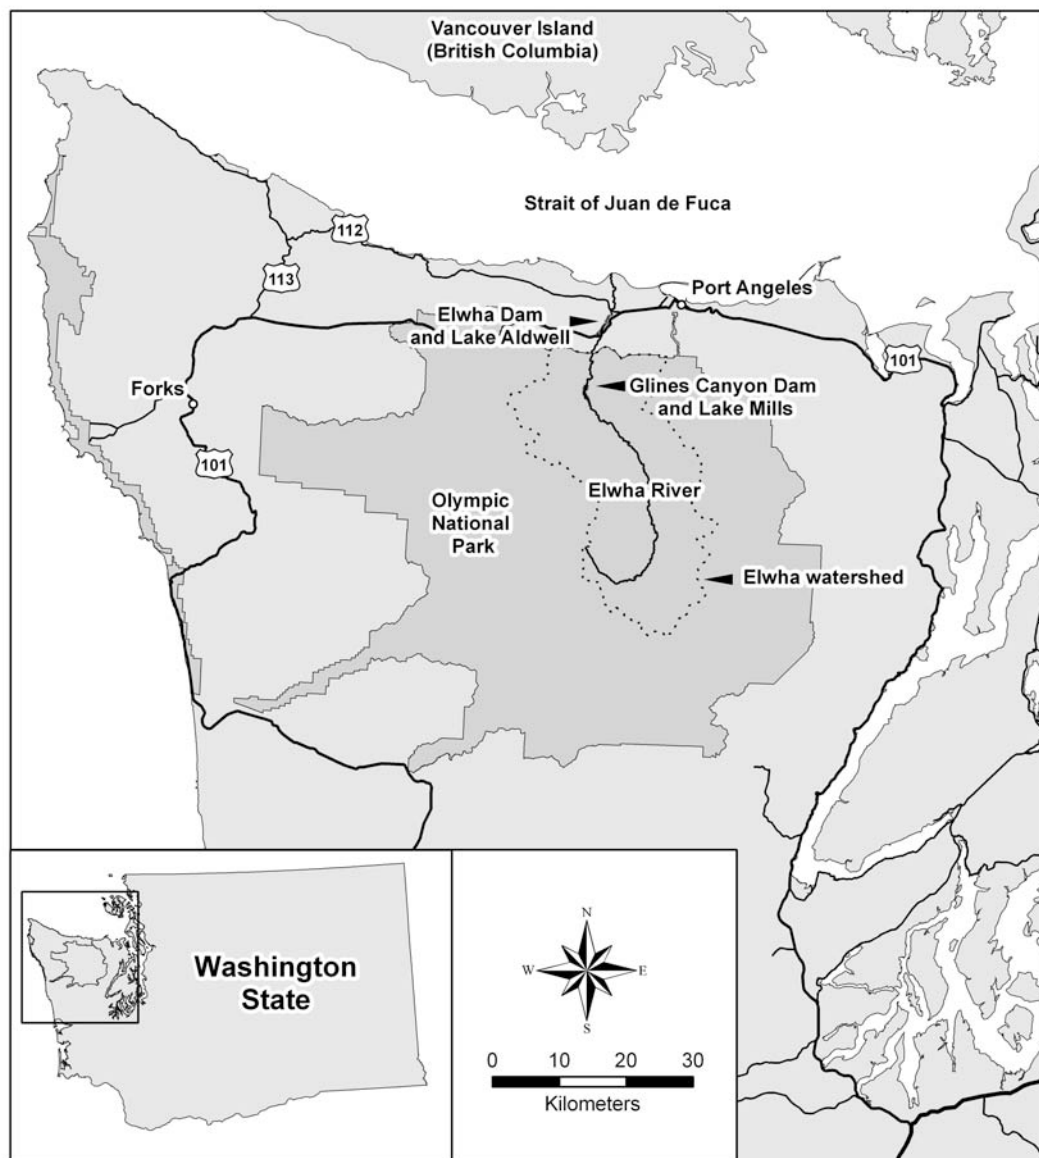 Vancouver Island
(British Columbia)
Strait of Juan de Fuca
112
113
Port Angeles
Elwha Dam
and Lake Aldwell
101
Forks
Glines Canyon Dam
and Lake Mills
101
Elwha River
Olympic
National
Park
Elwha watershed
Washington
State
N
W
E
S
0
10
20
30
Kilometers